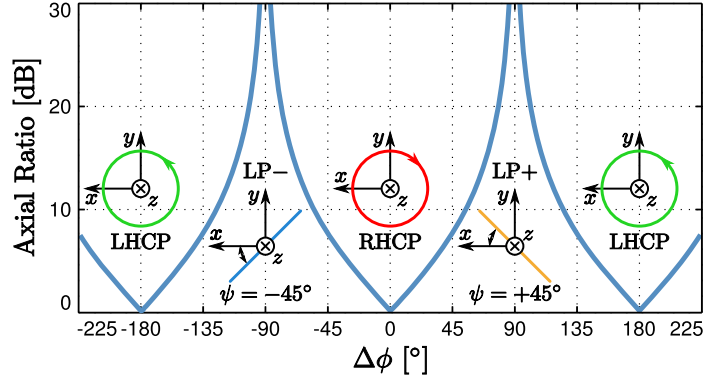 Axial Ratio [dB]
30
20
10
0
LP−
LP+
y
x
z
LHCP
y
x
z
ψ = −45°
y
x
z
RHCP
y
x
z
ψ = +45°
y
x
z
LHCP
-225 -180 -135 -90 -45 0 45 90 135 180 225
Δϕ [°]